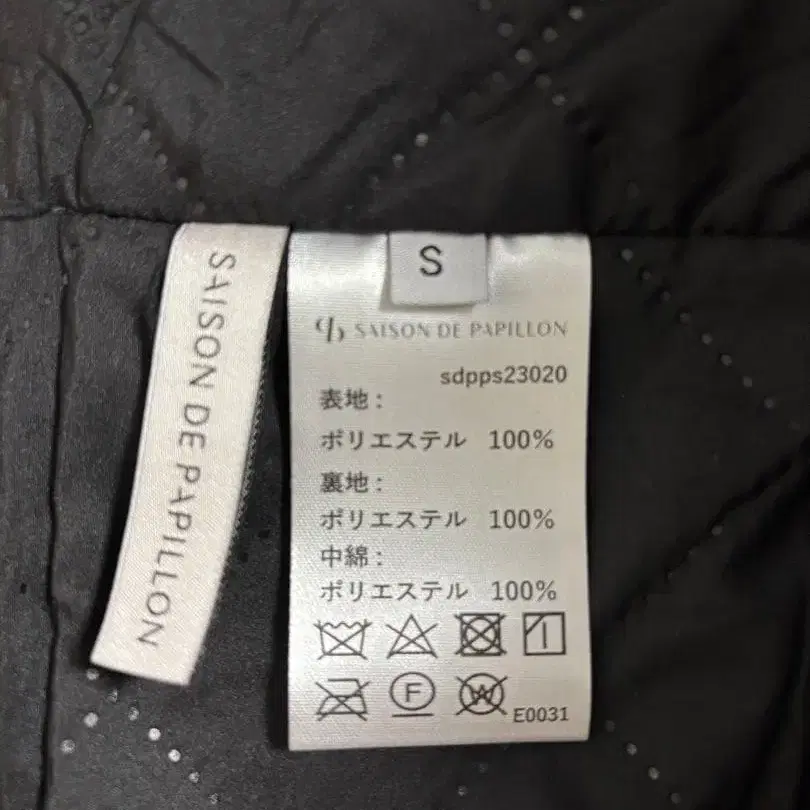 SAISON DE PAPILLON
S
SAISON DE PAPILLON
sdpps23020
表地:
ポリエステル 100%
裏地:
ポリエステル 100%
中綿:
ポリエステル 100%
F
W
E0031